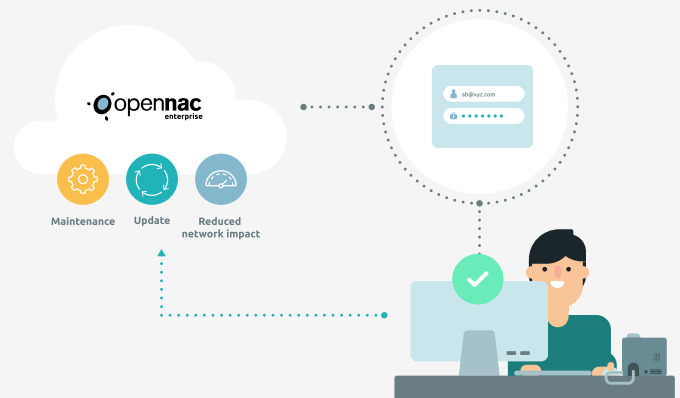 opennac
enterprise
ab@xyz.com
Maintenance
Update
Reduced
network impact